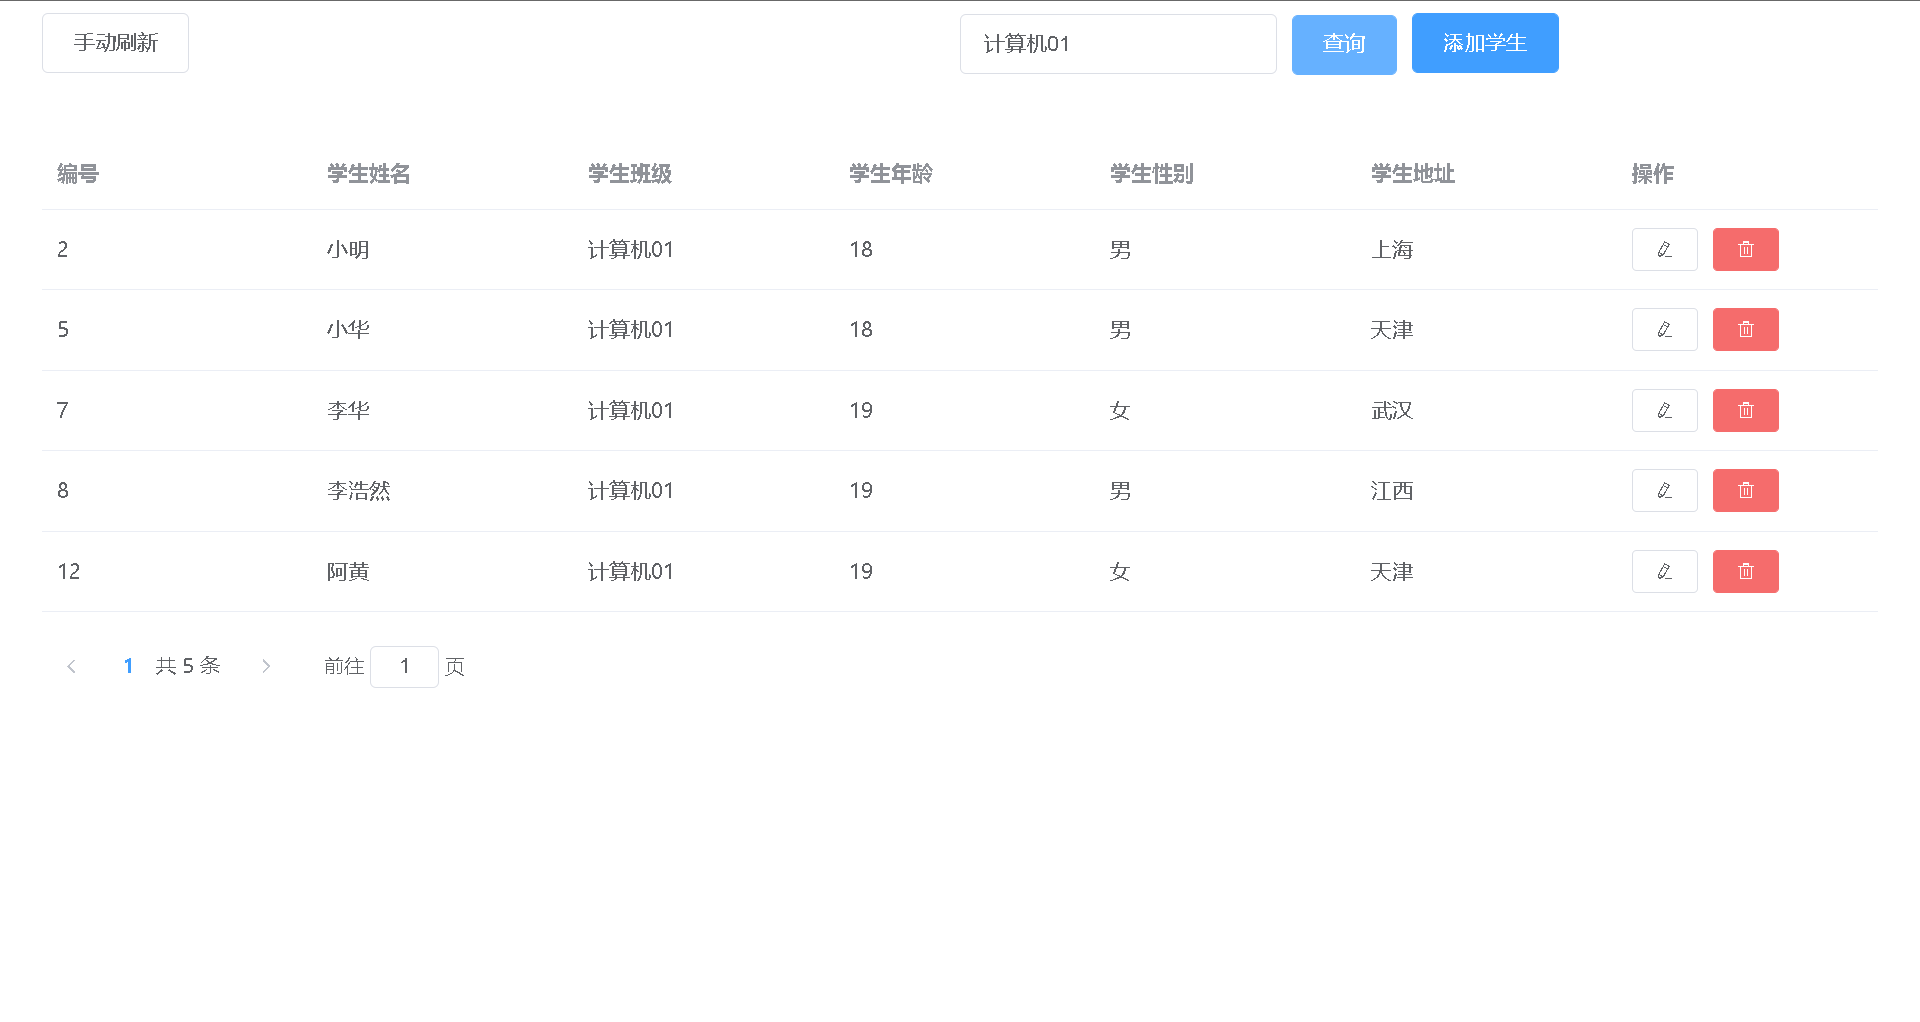 手动刷新 计算机01 查询 添加学生
编号 学生姓名 学生班级 学生年龄 学生性别 学生地址 操作
2 小明 计算机01 18 男 上海
5 小华 计算机01 18 男 天津
7 李华 计算机01 19 女 武汉
8 李浩然 计算机01 19 男 江西
12 阿黄 计算机01 19 女 天津
1 共 5 条 前往 1 页